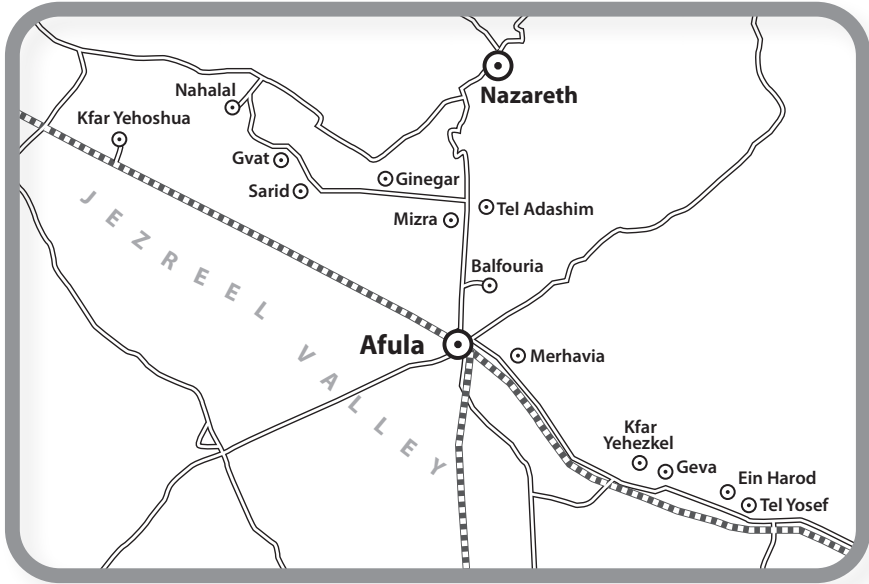 Nazareth
Nahalal
Kfar Yehoshua
Gvat
Ginegar
Sarid
Tel Adashim
Mizra
JEZREEL VALLEY
Balfouria
Afula
Merhavia
Kfar
Yehezkel
Geva
Ein Harod
Tel Yosef